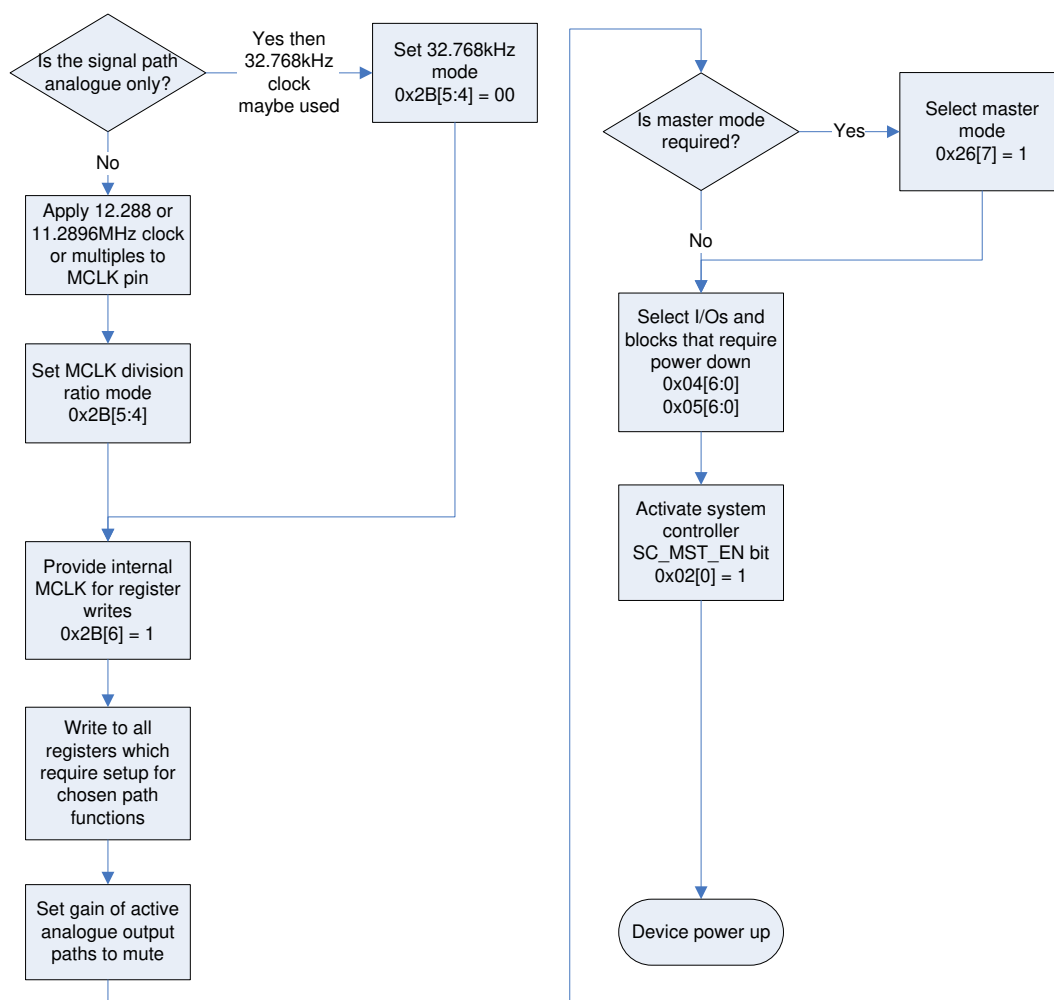 Is the signal path
analogue only?
Yes then
32.768kHz
clock
maybe used
Set 32.768kHz
mode
0x2B[5:4] = 00
No
Apply 12.288 or
11.2896MHz clock
or multiples to
MCLK pin
Set MCLK division
ratio mode
0x2B[5:4]
Provide internal
MCLK for register
writes
0x2B[6] = 1
Write to all
registers which
require setup for
chosen path
functions
Set gain of active
analogue output
paths to mute
Is master mode
required?
Yes
Select master
mode
0x26[7] = 1
No
Select I/Os and
blocks that require
power down
0x04[6:0]
0x05[6:0]
Activate system
controller
SC_MST_EN bit
0x02[0] = 1
Device power up